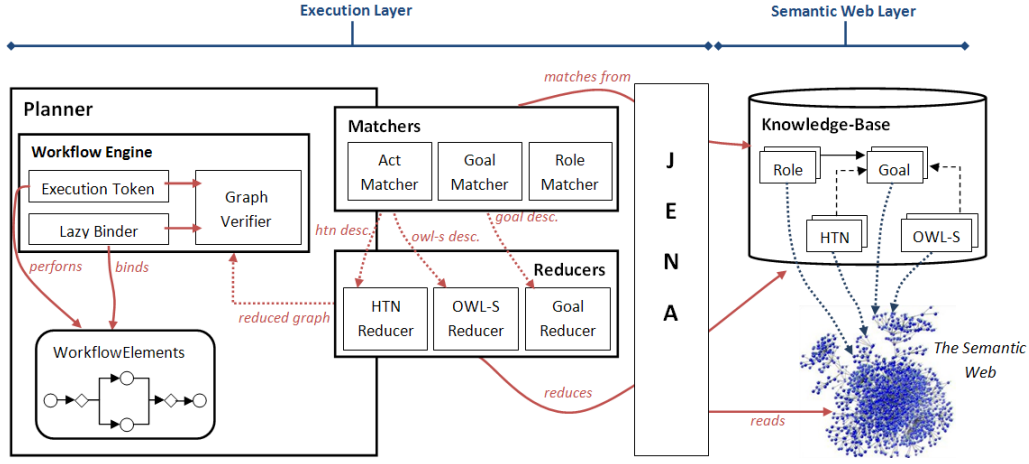 Execution Layer
Semantic Web Layer
matches from
Planner
Matchers
Knowledge-Base
Workflow Engine
Act
Matcher
Goal
Matcher
Role
Matcher
J
E
N
A
Role
Goal
Execution Token
Graph
Verifier
Lazy Binder
htn desc.
owl-s desc.
goal desc.
HTN
OWL-S
performs
binds
Reducers
reduced graph
HTN
Reducer
OWL-S
Reducer
Goal
Reducer
WorkflowElements
The Semantic
Web
reduces
reads